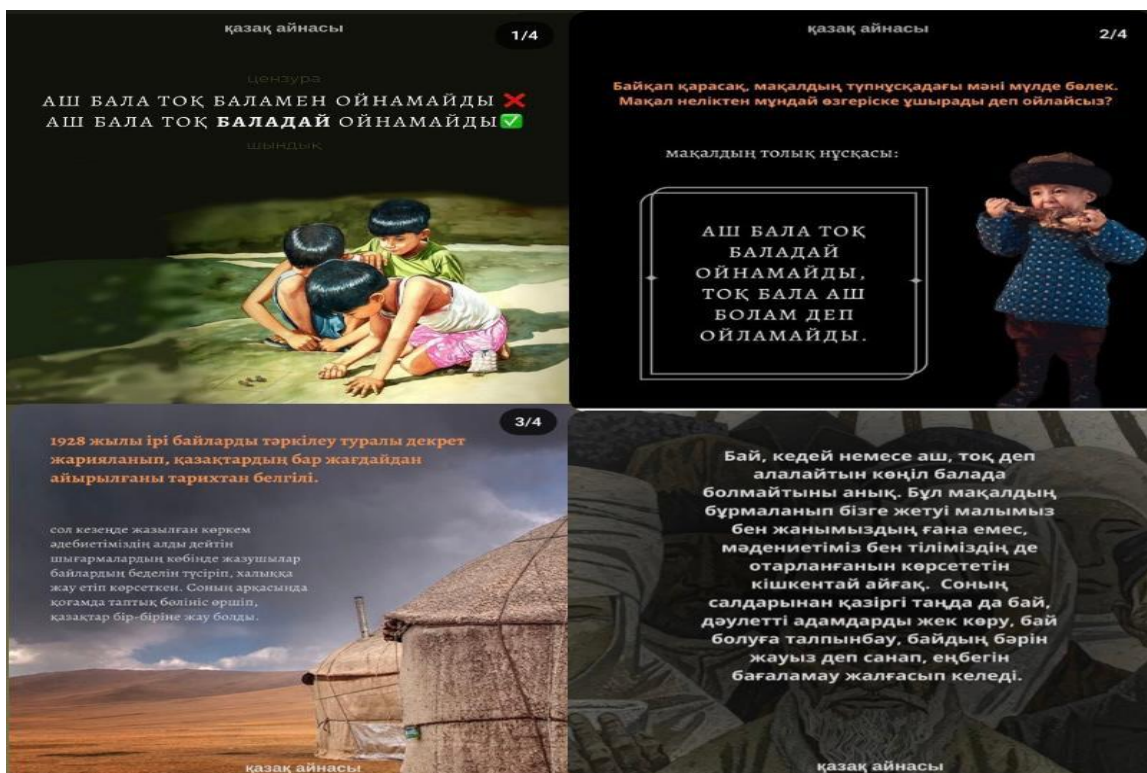 қазақ айнасы
1/4
цензура
АШ БАЛА ТОҚ БАЛАМЕН ОЙНАМАЙДЫ ❌
АШ БАЛА ТОҚ БАЛАДАЙ ОЙНАМАЙДЫ✅
шындық
қазақ айнасы
2/4
Байқап қарасақ, мақалдың түпнұсқадағы мәні мүлде бөлек.
Мақал неліктен мұндай өзгеріске ұшырады деп ойлайсыз?
мақалдың толық нұсқасы:
АШ БАЛА ТОҚ
БАЛАДАЙ
ОЙНАМАЙДЫ,
ТОҚ БАЛА АШ
БОЛАМ ДЕП
ОЙЛАМАЙДЫ.
3/4
1928 жылы ірі байларды тәркілеу туралы декрет
жарияланып, қазақтардың бар жағдайдан
айырылғаны тарихтан белгілі.
сол кезеңде жазылған көркем
әдебиетіміздің алды дейтін
шығармалардың көбінде жазушылар
байлардың беделін түсіріп, халыққа
жау етіп көрсеткен. Соның арқасында
қоғамда таптық бөлініс өршіп,
қазақтар бір-біріне жау болды.
қазақ айнасы
Бай, кедей немесе аш, тоқ деп
алалайтын көңіл балада
болмайтыны анық. Бұл мақалдың
бұрмаланып бізге жетуі малымыз
бен жанымыздың ғана емес,
мәдениетіміз бен тіліміздің де
отарланғанын көрсететін
кішкентай айғақ. Соның
салдарынан қазіргі таңда да бай,
дәулетті адамдарды жек көру, бай
болуға талпынбау, байдың бәрін
жауыз деп санап, еңбегін
бағаламау жалғасып келеді.
қазақ айнасы